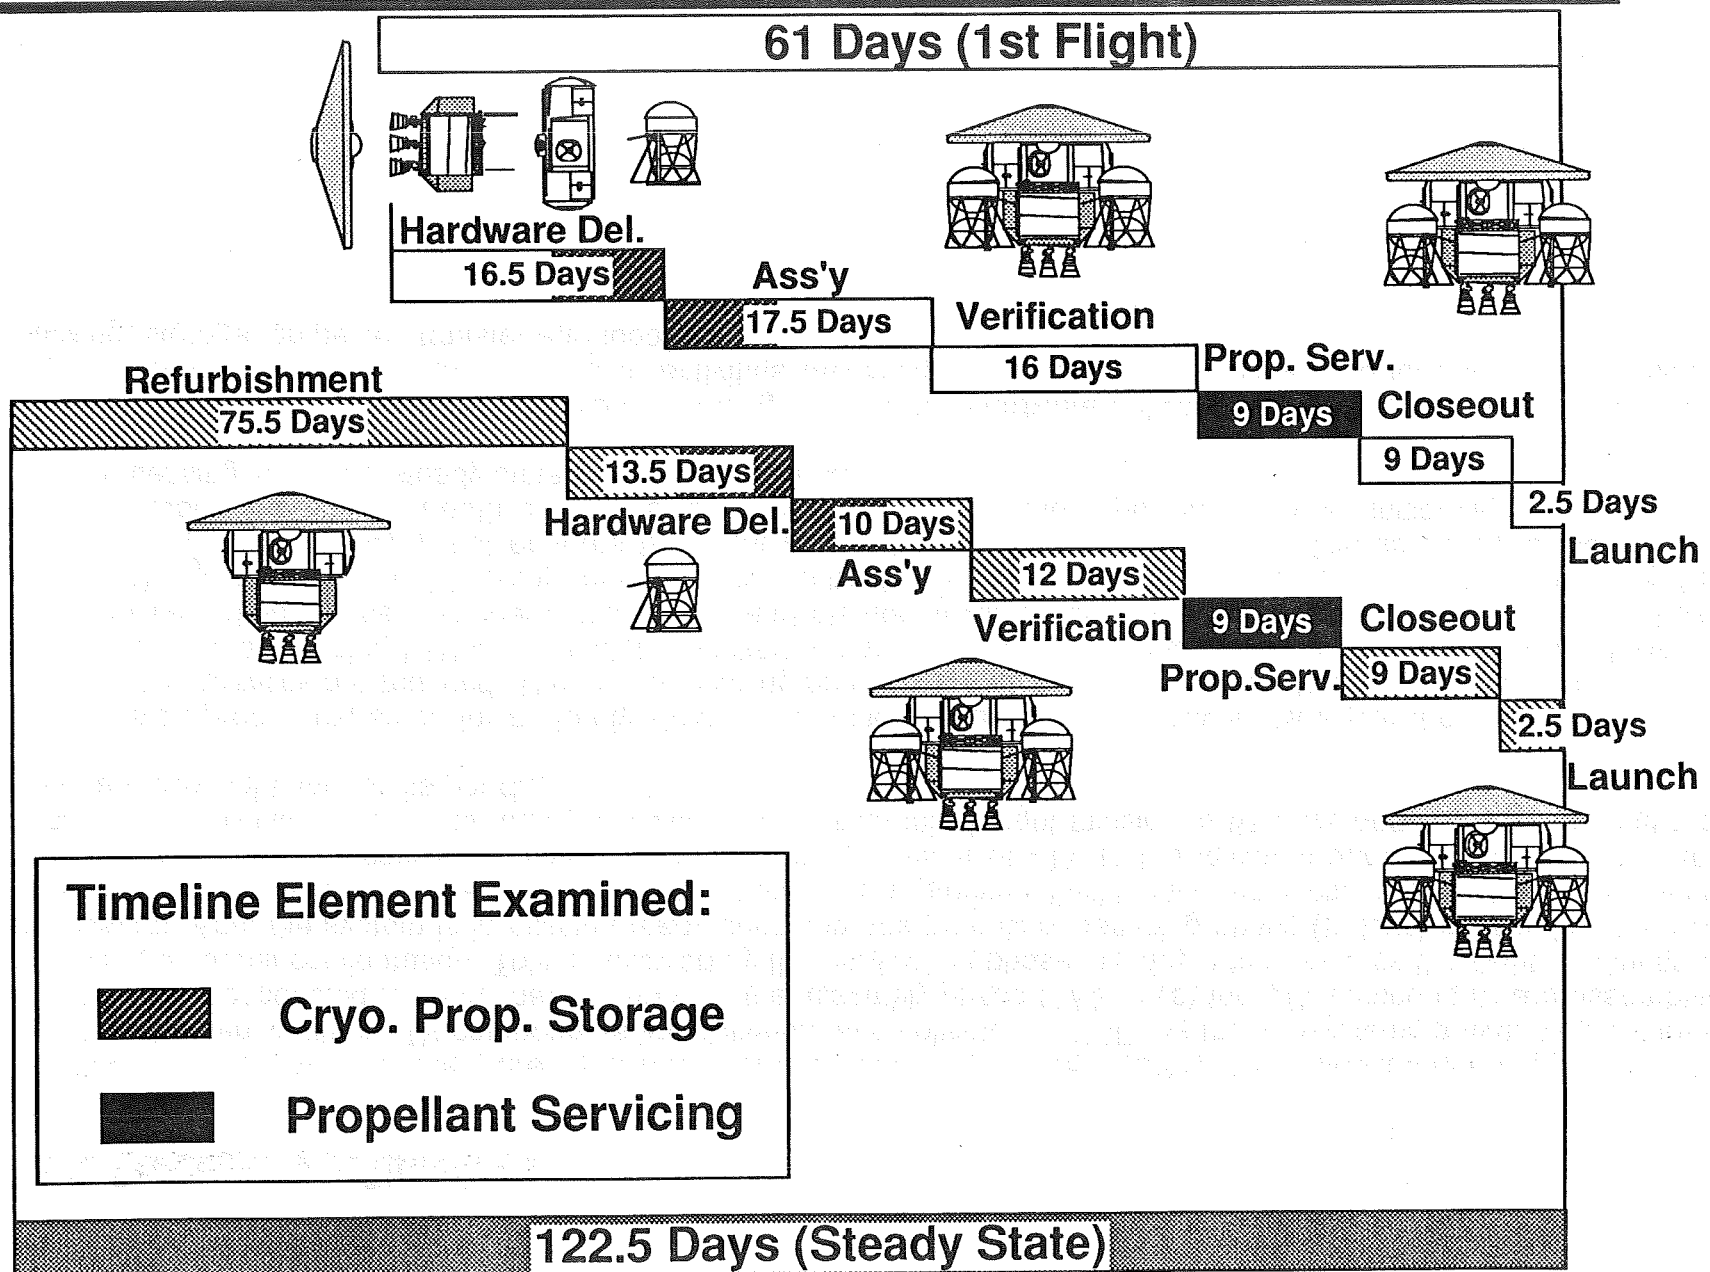 61 Days (1st Flight)
Hardware Del.
16.5 Days
Ass'y
17.5 Days
Verification
16 Days
Prop. Serv.
9 Days
Closeout
9 Days
2.5 Days
Launch
Refurbishment
75.5 Days
13.5 Days
Hardware Del.
10 Days
Ass'y
12 Days
Verification
9 Days
Prop.Serv.
Closeout
9 Days
2.5 Days
Launch
Timeline Element Examined:
Cryo. Prop. Storage
Propellant Servicing
122.5 Days (Steady State)